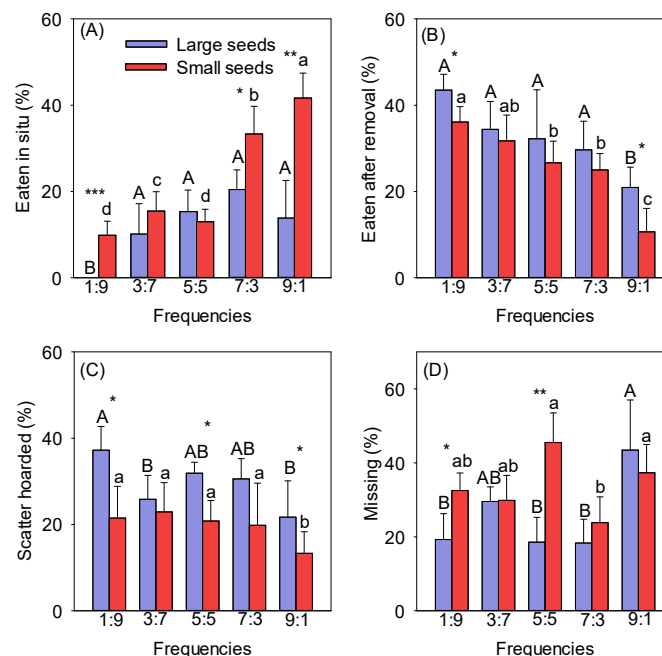 (A)
Large seeds
Small seeds
Eaten in situ (%)
60
40
20
0
***
B
d
A
c
A
d
*
A
b
**
A
a
1:9 3:7 5:5 7:3 9:1
Frequencies
(B)
Eaten after removal (%)
60
40
20
0
A
*
a
A
ab
A
b
A
b
B
*
c
1:9 3:7 5:5 7:3 9:1
Frequencies
(C)
Scatter hoarded (%)
60
40
20
0
A
*
a
B
a
AB
*
a
AB
a
B
*
b
1:9 3:7 5:5 7:3 9:1
Frequencies
(D)
Missing (%)
60
40
20
0
*
B
ab
AB
ab
**
B
a
B
b
A
a
1:9 3:7 5:5 7:3 9:1
Frequencies